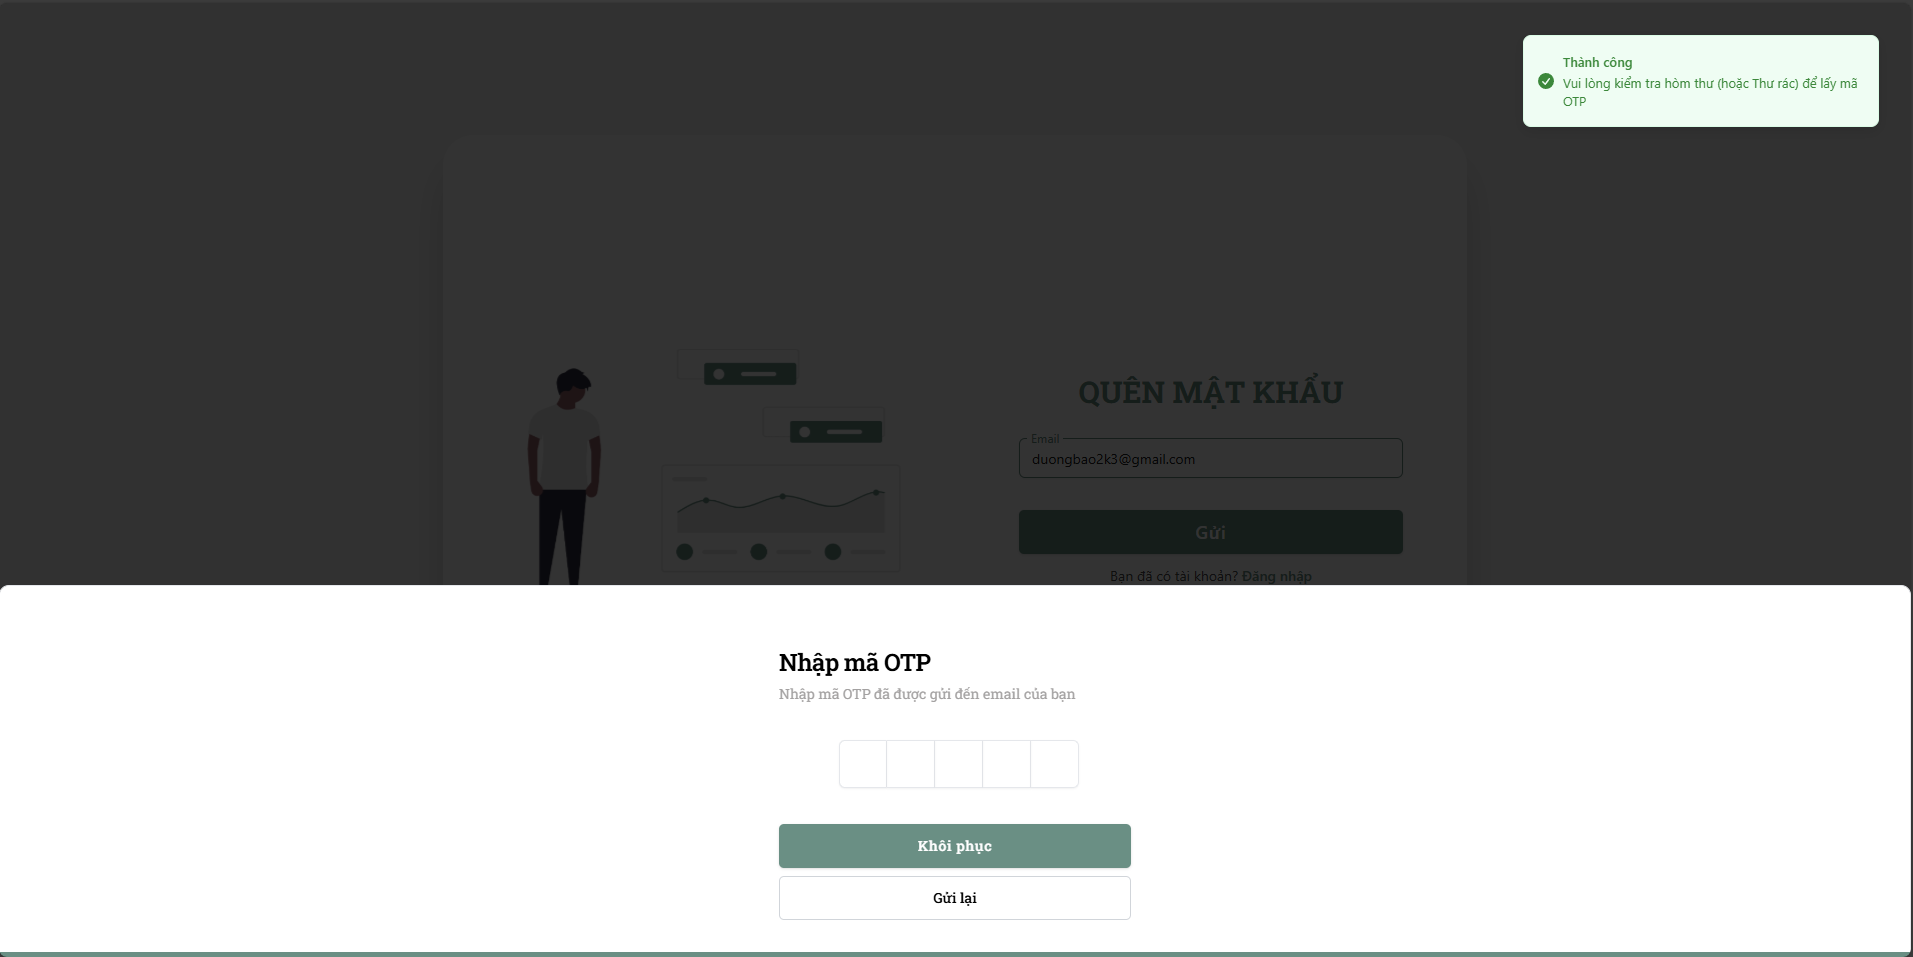 Thành công
Vui lòng kiểm tra hòm thư (hoặc Thư rác) để lấy mã
OTP
QUÊN MẬT KHẨU
Email
duongbao2k3@gmail.com
Gửi
Bạn đã có tài khoản? Đăng nhập
Nhập mã OTP
Nhập mã OTP đã được gửi đến email của bạn
Khôi phục
Gửi lại